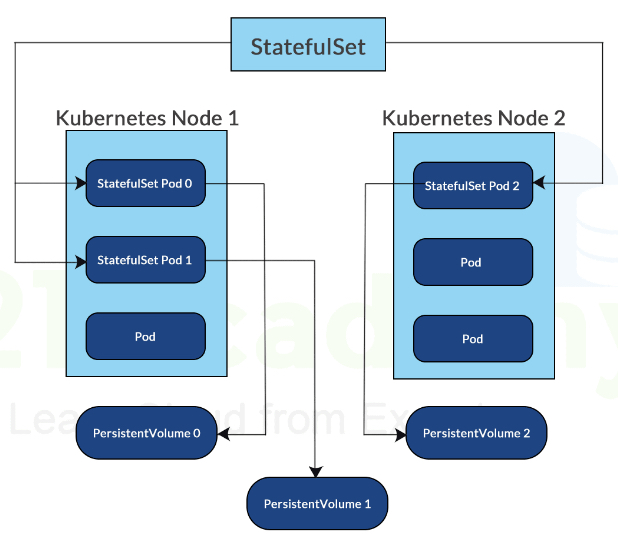 StatefulSet
Kubernetes Node 1
Kubernetes Node 2
StatefulSet Pod 0
StatefulSet Pod 2
StatefulSet Pod 1
Pod
Pod
Pod
PersistentVolume 0
PersistentVolume 2
PersistentVolume 1